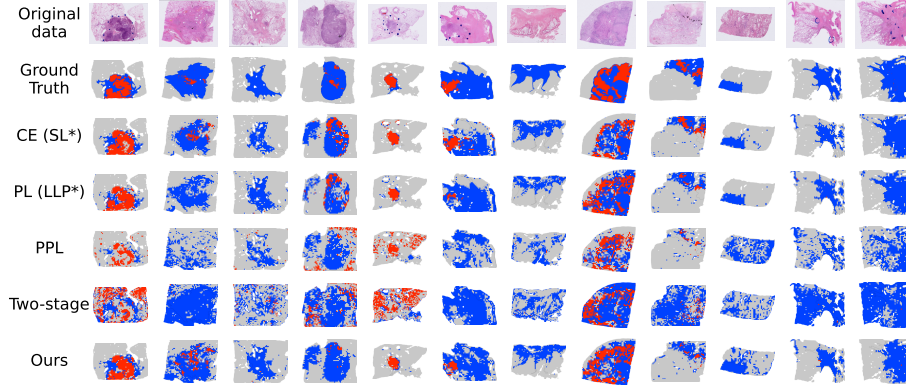 Original
data
Ground
Truth
CE (SL*)
PL (LLP*)
PPL
Two-stage
Ours